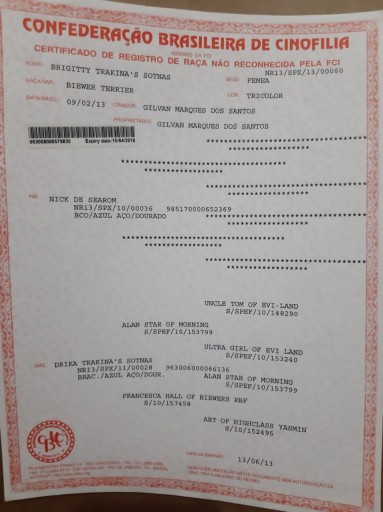 CONFEDERAÇÃO BRASILEIRA DE CINOFILIA
MEMBRO DA FCI
CERTIFICADO DE REGISTRO DE RAÇA NÃO RECONHECIDA PELA FCI
NR13/SPX/13/00060
NOME: BRIGITTY TRAKINA'S SOTNAS
SEXO: FEMEA
RAÇA/VAR.: BIEWER TERRIER
COR: TRICOLOR
DATA NASC.: 09/02/13 CRIADOR: GILVAN MARQUES DOS SANTOS
PROPRIETÁRIO: GILVAN MARQUES DOS SANTOS
Expiry date:
**********************************
****************************
**********************************
****************************
PAI NICK DE SEAROM
NR13/SPX/10/00036 985170000652369
BCO/AZUL AÇO/DOURADO
**********************************
****************************
**********************************
****************************
UNCLE TOM OF EVI-LAND
S/SPEF/10/148290
ALAN STAR OF MORNING
S/SPEF/10/153799
ULTRA GIRL OF EVI LAND
S/SPEF/10/153240
MÃE DRIKA TRAKINA'S SOTNAS
NR13/SPX/11/00028 963006000066136
BRAC./AZUL AÇO/DOUR.
ALAN STAR OF MORNING
S/SPEF/10/153799
FRANCESCA HALL OF BIEWERS RBF
S/10/157458
ART OF HIGHCLASS YASMIN
S/10/152495
DATA DA EMISSÃO
13/06/13